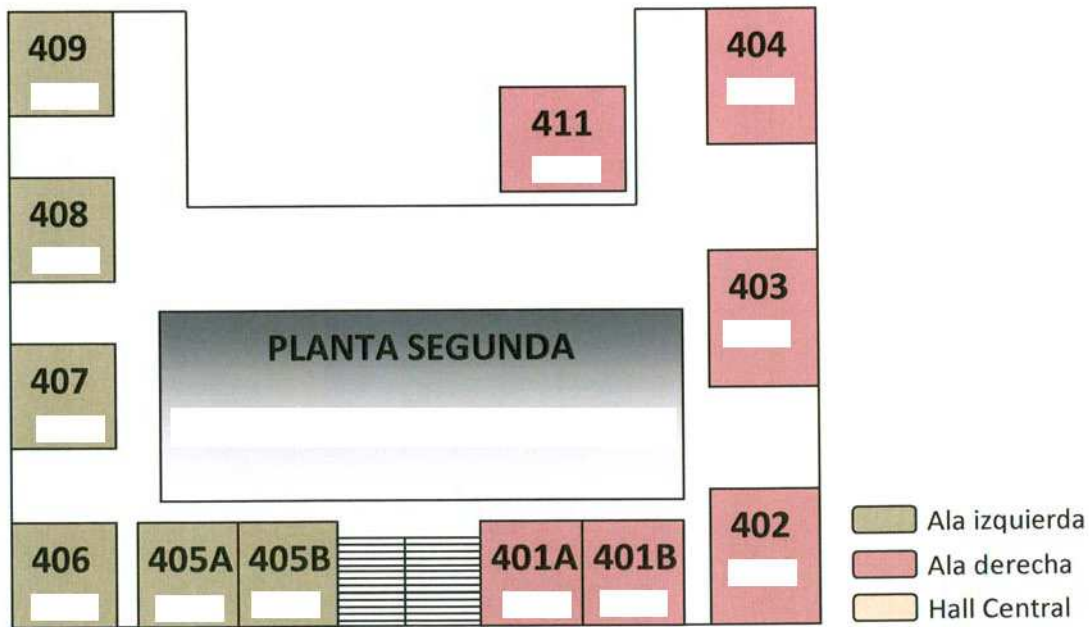 409
404
411
408
403
PLANTA SEGUNDA
407
406
405A
405B
401A
401B
402
Ala izquierda
Ala derecha
Hall Central